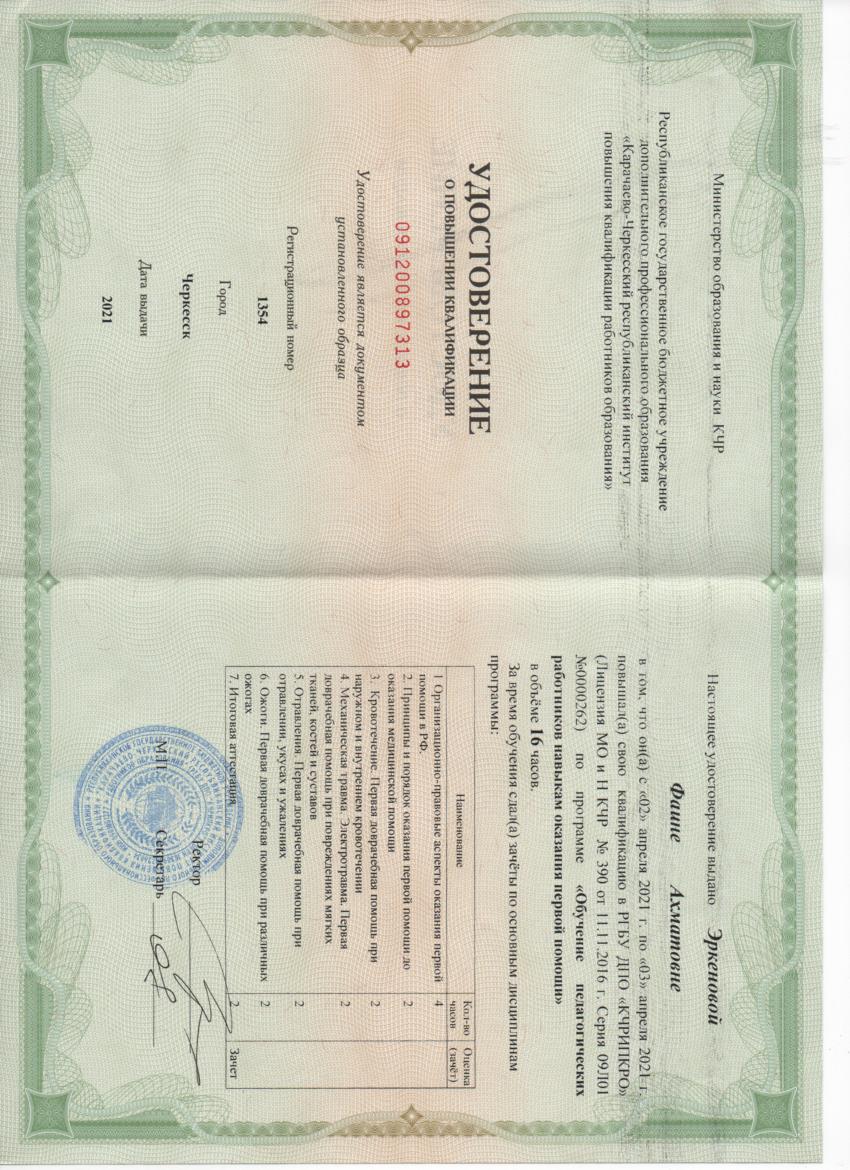 Министерство образования и науки КЧР
Республиканское государственное бюджетное учреждение
дополнительного профессионального образования
«Карачаево-Черкесский республиканский институт
повышения квалификации работников образования»
УДОСТОВЕРЕНИЕ
О ПОВЫШЕНИИ КВАЛИФИКАЦИИ
091200897313
Удостоверение является документом
установленного образца
Регистрационный номер
1354
Город
Черкесск
Дата выдачи
2021
Настоящее удостоверение выдано Эркеновой
Фаине Ахматовне
в том, что он(а) с «02» апреля 2021 г. по «03» апреля 2021 г.
повышал(а) свою квалификацию в РГБУ ДПО «КЧРИПКРО»
(Лицензия МО и Н КЧР № 390 от 11.11.2016 г. Серия 09Л01
№0000262) по программе «Обучение педагогических
работников навыкам оказания первой помощи»
в объёме 16 часов.
За время обучения сдал(а) зачёты по основным дисциплинам
программы:
Наименование Кол-во часов Оценка (зачёт)
1 Организационно-правовые аспекты оказания первой 4
помощи в РФ.
2. Принципы и порядок оказания первой помощи до 2
оказания медицинской помощи
3. Кровотечение. Первая доврачебная помощь при 2
наружном и внутреннем кровотечении
4. Механическая травма. Электротравма. Первая 2
доврачебная помощь при повреждениях мягких
тканей, костей и суставов
5. Отравления. Первая доврачебная помощь при 2
отравлении, укусах и ужалениях
6. Ожоги. Первая доврачебная помощь при различных 2
ожогах
7. Итоговая аттестация 2 Зачет
Ректор
М.П. Секретарь